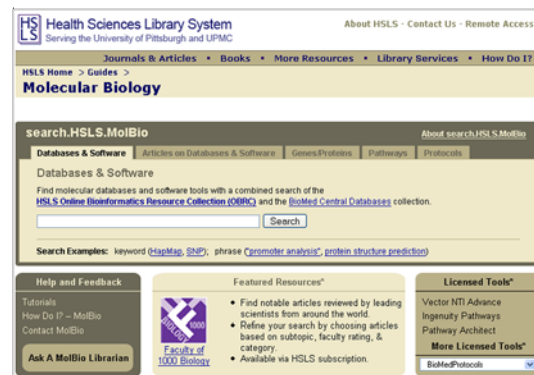 HS
LS
Health Sciences Library System
Serving the University of Pittsburgh and UPMC
About HSLS · Contact Us · Remote Access
Journals & Articles • Books • More Resources • Library Services • How Do I?
HSLS Home > Guides >
Molecular Biology
search.HSLS.MolBio
About search.HSLS.MolBio
Databases & Software
Articles on Databases & Software
Genes/Proteins
Pathways
Protocols
Databases & Software
Find molecular databases and software tools with a combined search of the
HSLS Online Bioinformatics Resource Collection (OBRC) and the BioMed Central Databases collection.
Search
Search Examples: keyword (HapMap, SNP); phrase ("promoter analysis", protein structure prediction)
Help and Feedback
Tutorials
How Do I? – MolBio
Contact MolBio
Ask A MolBio Librarian
Featured Resources*
BIOLOGY
1000
Faculty of
1000 Biology
• Find notable articles reviewed by leading
scientists from around the world.
• Refine your search by choosing articles
based on subtopic, faculty rating, &
category.
• Available via HSLS subscription.
Licensed Tools*
Vector NTI Advance
Ingenuity Pathways
Pathway Architect
More Licensed Tools*
BioMedProtocols